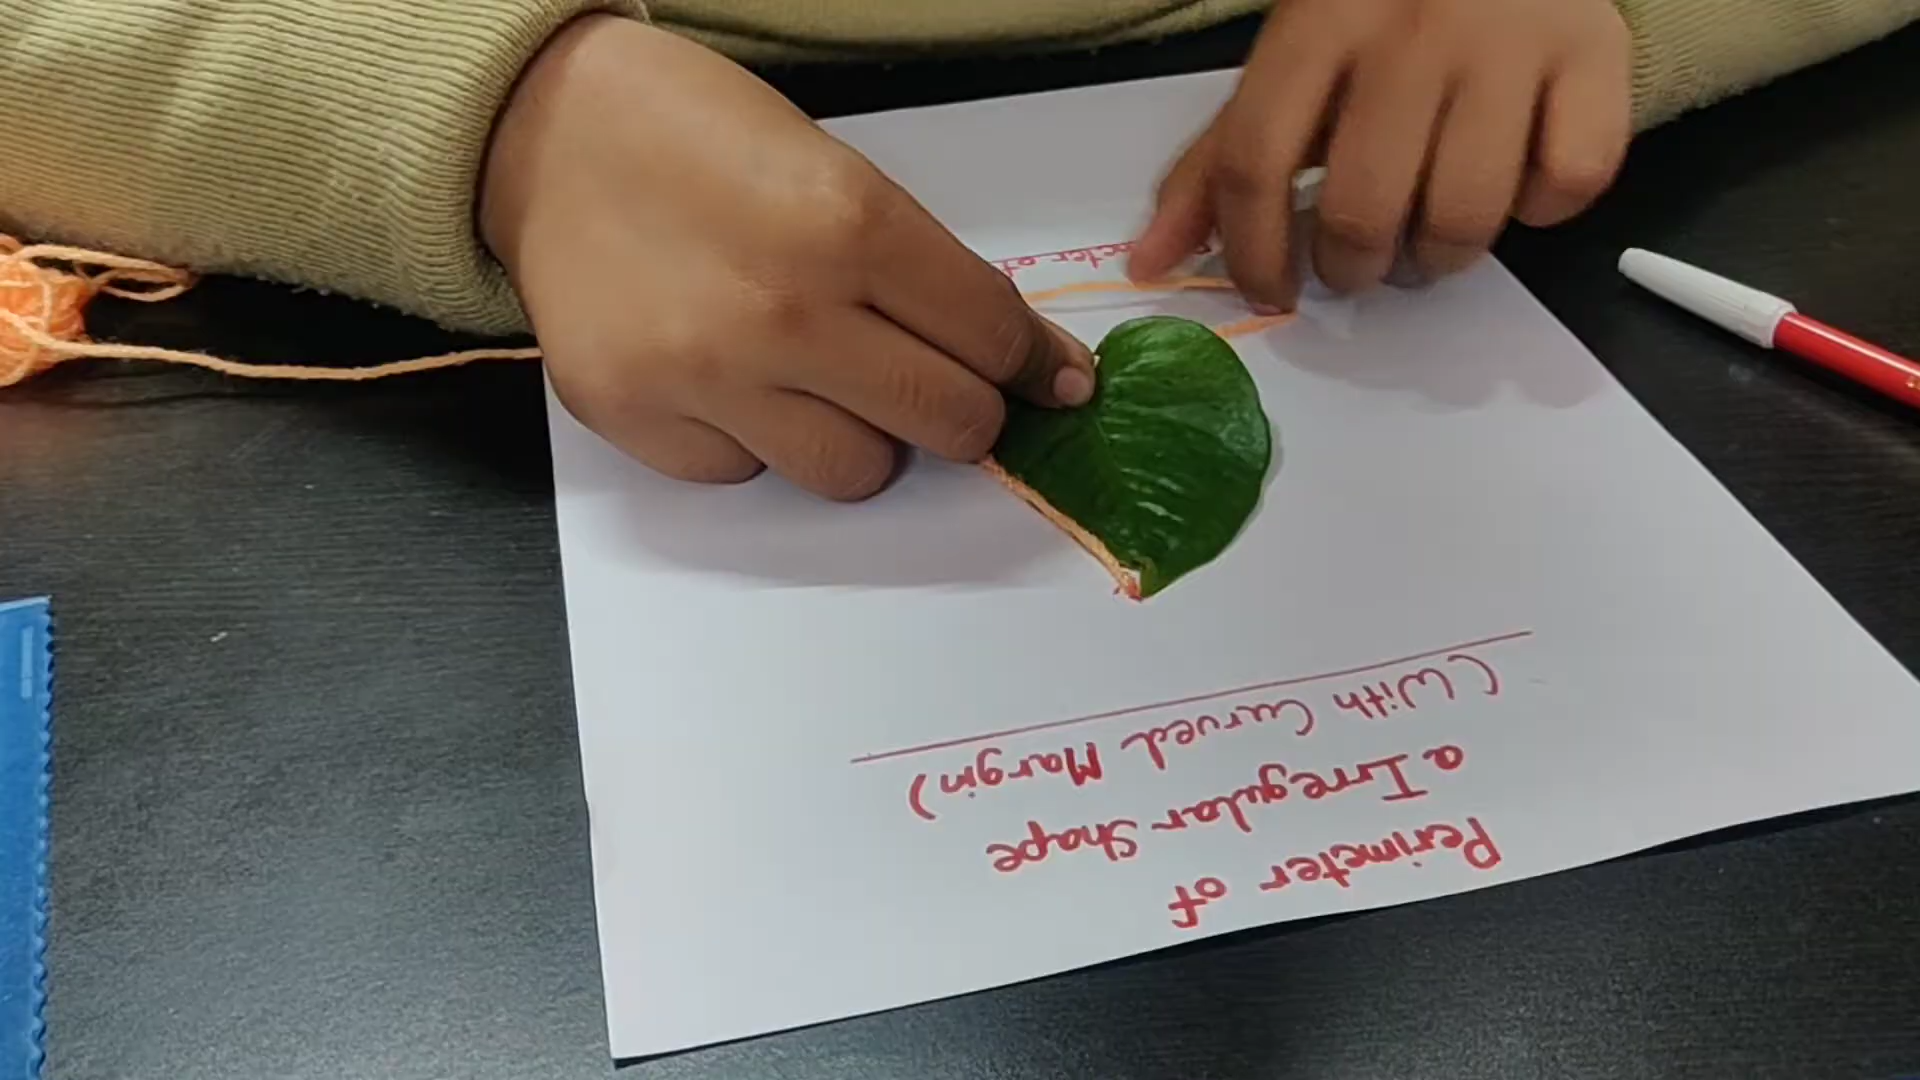 Perimeter of
a Irregular Shape
(With Curved Margin)